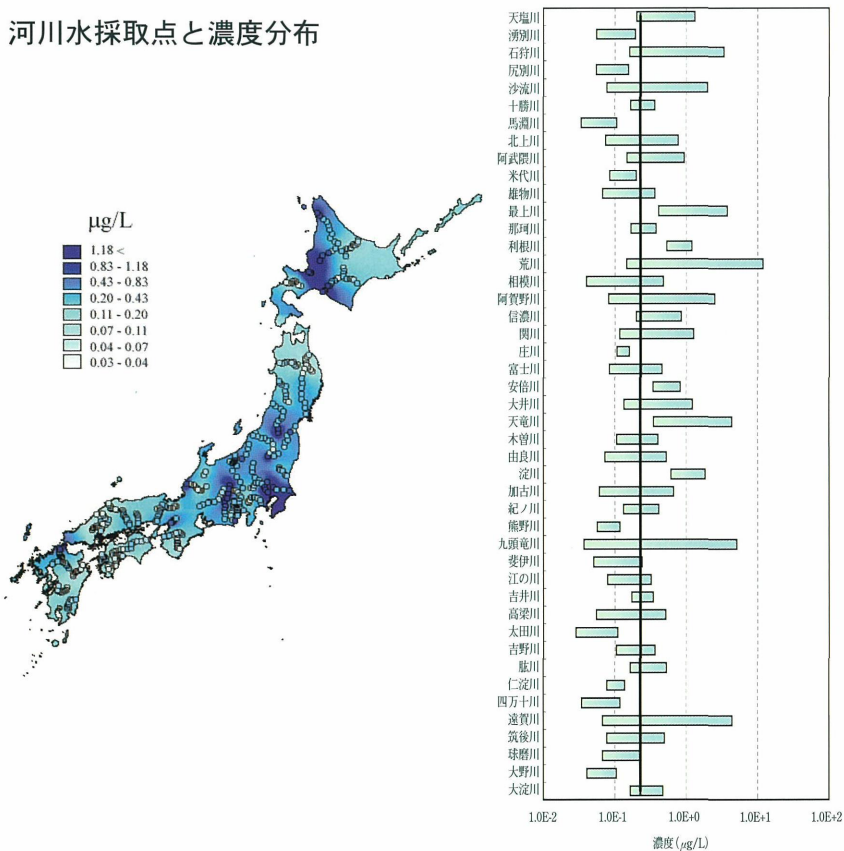 河川水採取点と濃度分布
μg/L
1.18 <
0.83 - 1.18
0.43 - 0.83
0.20 - 0.43
0.11 - 0.20
0.07 - 0.11
0.04 - 0.07
0.03 - 0.04
天塩川
湧別川
石狩川
尻別川
沙流川
十勝川
馬淵川
北上川
阿武隈川
米代川
雄物川
最上川
那珂川
利根川
荒川
相模川
阿賀野川
信濃川
関川
庄川
富士川
安倍川
大井川
天竜川
木曽川
由良川
淀川
加古川
紀ノ川
熊野川
九頭竜川
斐伊川
江の川
吉井川
高梁川
太田川
吉野川
肱川
仁淀川
四万十川
遠賀川
筑後川
球磨川
大野川
大淀川
1.0E-2 1.0E-1 1.0E+0 1.0E+1 1.0E+2
濃度(μg/L)